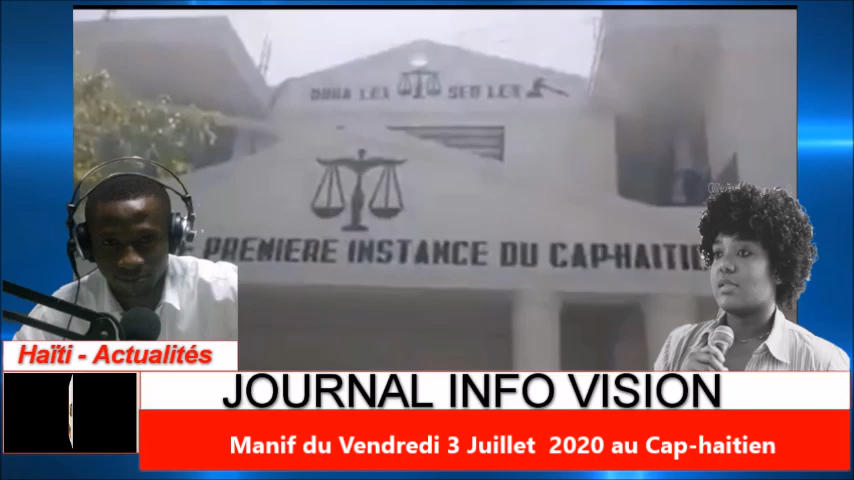 DURA LEX SED LEX
PREMIERE INSTANCE DU CAP-HAITIE
Haïti - Actualités
JOURNAL INFO VISION
Manif du Vendredi 3 Juillet 2020 au Cap-haitien